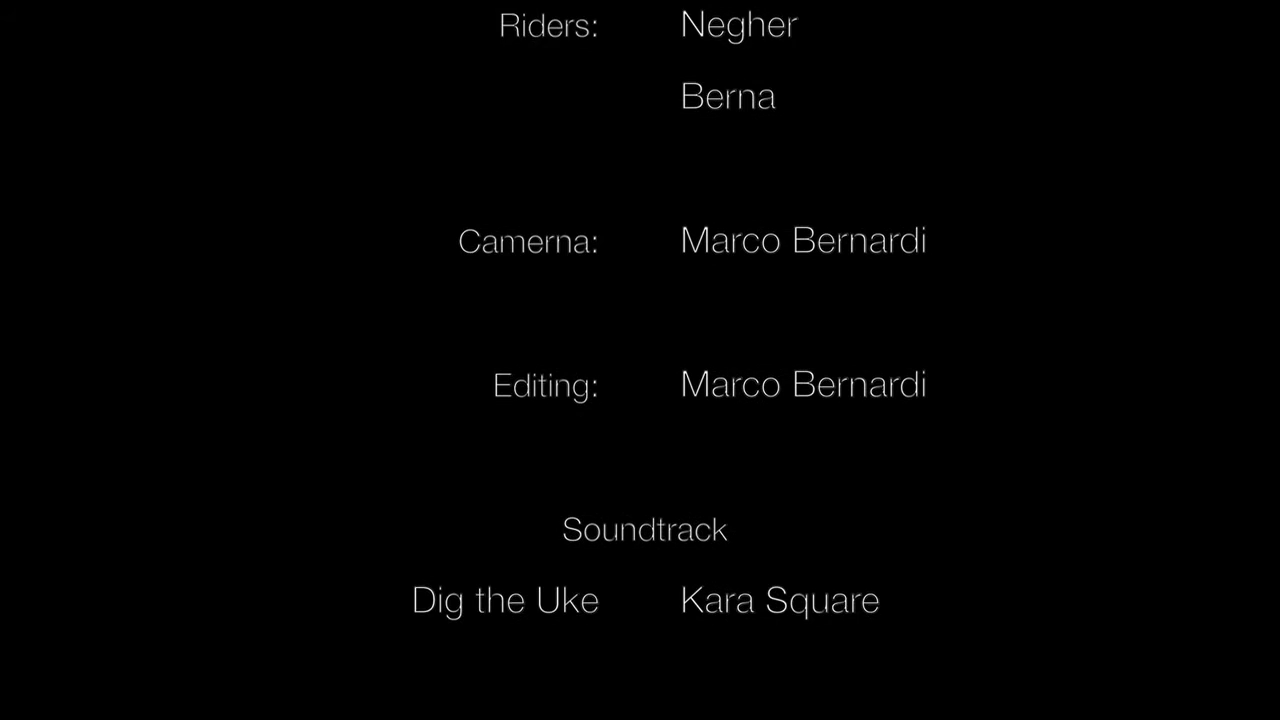 Riders: Negher
Berna
Camerna: Marco Bernardi
Editing: Marco Bernardi
Soundtrack
Dig the Uke Kara Square